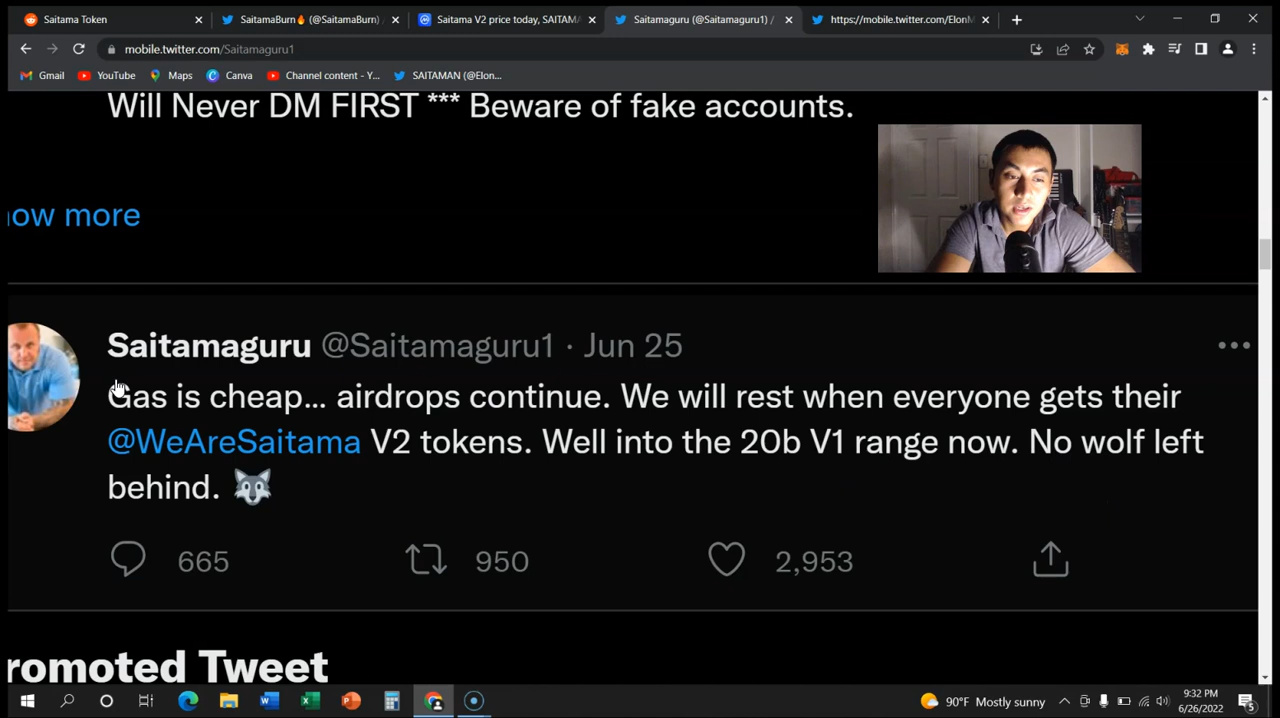 Saitama Token
SaitamaBurn🔥 (@SaitamaBurn) /
Saitama V2 price today, SAITAMA
Saitamaguru (@Saitamaguru1) /
https://mobile.twitter.com/ElonM
mobile.twitter.com/Saitamaguru1
Gmail
YouTube
Maps
Canva
Channel content - Y...
SAITAMAN (@Elon...
Will Never DM FIRST *** Beware of fake accounts.
how more
Saitamaguru @Saitamaguru1 · Jun 25
Gas is cheap... airdrops continue. We will rest when everyone gets their
@WeAreSaitama V2 tokens. Well into the 20b V1 range now. No wolf left
behind. 🐺
665
950
2,953
romoted Tweet
90°F Mostly sunny
9:32 PM
6/26/2022
5